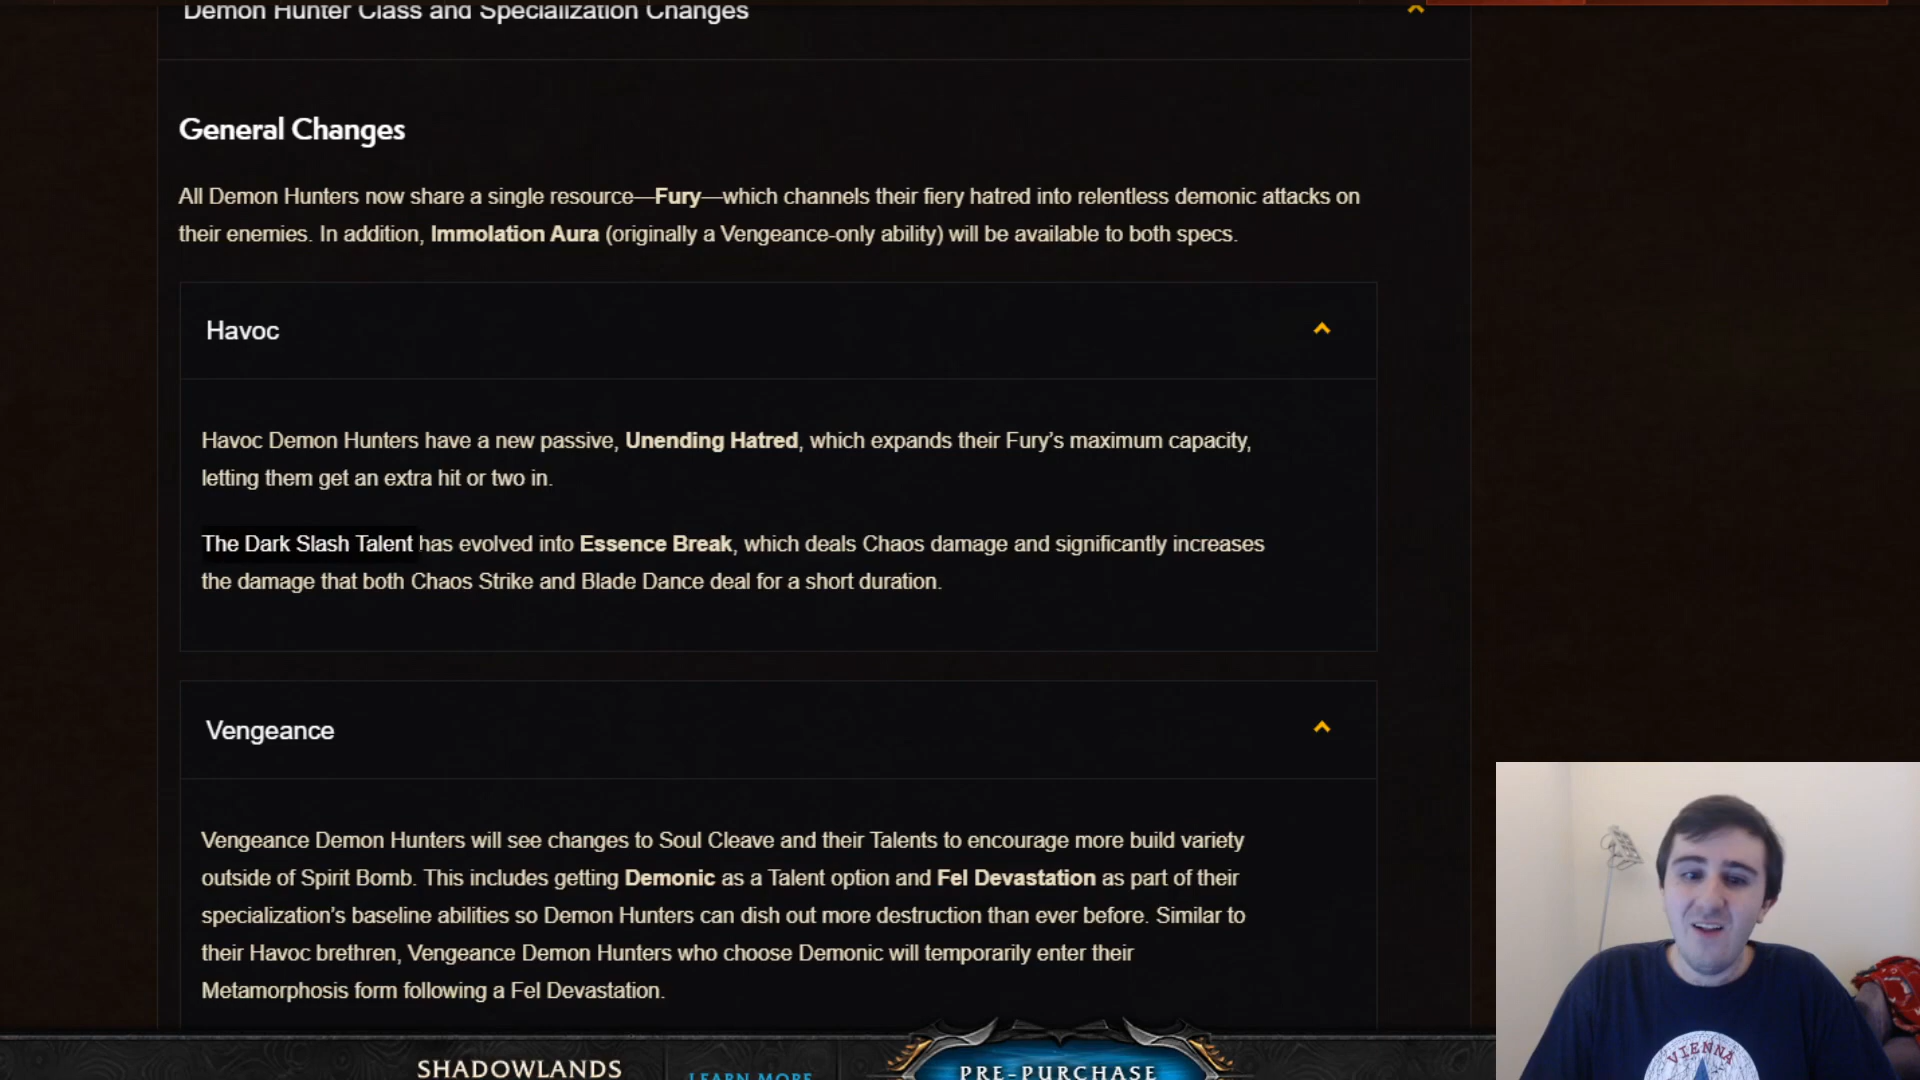 Demon Hunter Class and Specialization Changes
General Changes
All Demon Hunters now share a single resource—Fury—which channels their fiery hatred into relentless demonic attacks on
their enemies. In addition, Immolation Aura (originally a Vengeance-only ability) will be available to both specs.
Havoc
Havoc Demon Hunters have a new passive, Unending Hatred, which expands their Fury’s maximum capacity,
letting them get an extra hit or two in.
The Dark Slash Talent has evolved into Essence Break, which deals Chaos damage and significantly increases
the damage that both Chaos Strike and Blade Dance deal for a short duration.
Vengeance
Vengeance Demon Hunters will see changes to Soul Cleave and their Talents to encourage more build variety
outside of Spirit Bomb. This includes getting Demonic as a Talent option and Fel Devastation as part of their
specialization’s baseline abilities so Demon Hunters can dish out more destruction than ever before. Similar to
their Havoc brethren, Vengeance Demon Hunters who choose Demonic will temporarily enter their
Metamorphosis form following a Fel Devastation.
SHADOWLANDS
LEARN MORE
PRE-PURCHASE
VIENNA